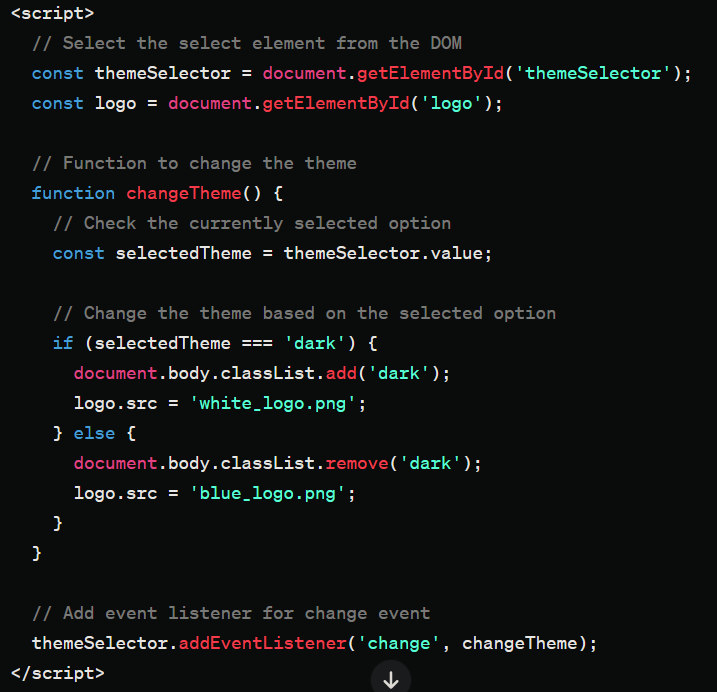 <script>
  // Select the select element from the DOM
  const themeSelector = document.getElementById('themeSelector');
  const logo = document.getElementById('logo');

  // Function to change the theme
  function changeTheme() {
    // Check the currently selected option
    const selectedTheme = themeSelector.value;

    // Change the theme based on the selected option
    if (selectedTheme === 'dark') {
      document.body.classList.add('dark');
      logo.src = 'white_logo.png';
    } else {
      document.body.classList.remove('dark');
      logo.src = 'blue_logo.png';
    }
  }

  // Add event listener for change event
  themeSelector.addEventListener('change', changeTheme);
</script>